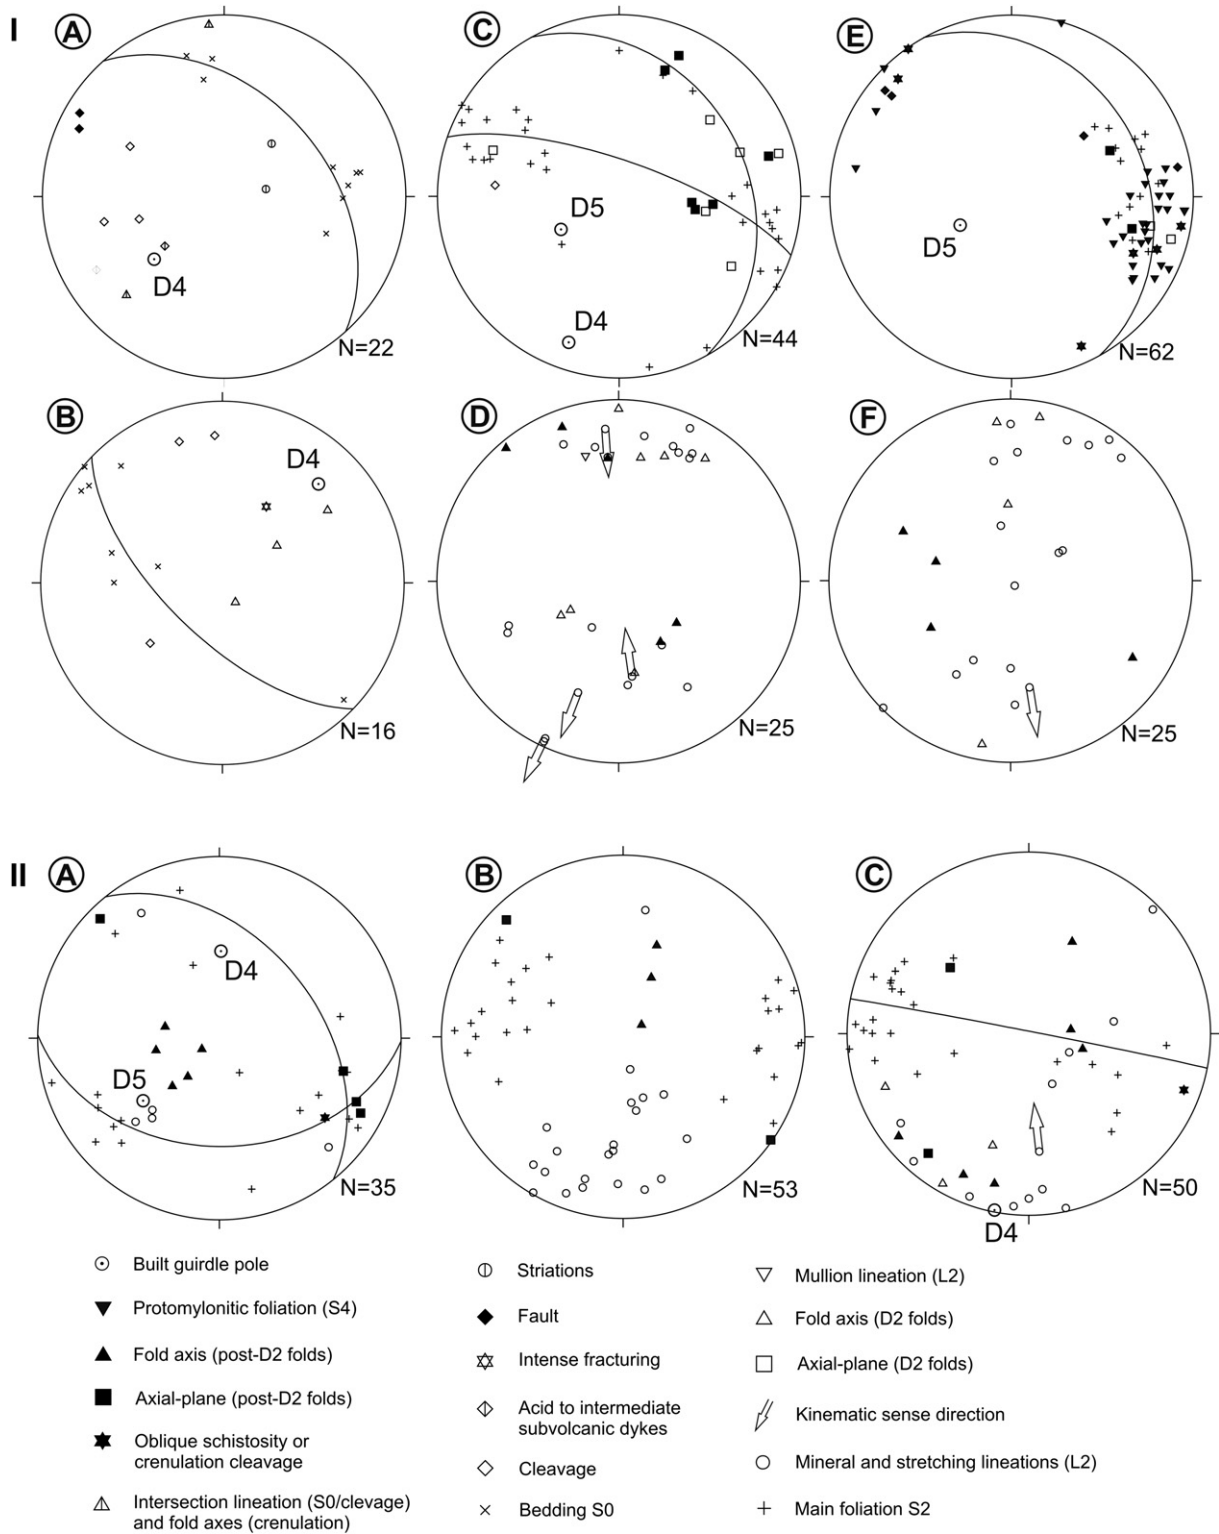 I
A
D4
N=22
C
D5
D4
N=44
E
D5
N=62
B
D4
N=16
D
N=25
F
N=25
II
A
D4
D5
N=35
B
N=53
C
D4
N=50
Built guirdle pole
Protomylonitic foliation (S4)
Fold axis (post-D2 folds)
Axial-plane (post-D2 folds)
Oblique schistosity or
crenulation cleavage
Intersection lineation (S0/clevage)
and fold axes (crenulation)
Striations
Fault
Intense fracturing
Acid to intermediate
subvolcanic dykes
Cleavage
Bedding S0
Mullion lineation (L2)
Fold axis (D2 folds)
Axial-plane (D2 folds)
Kinematic sense direction
Mineral and stretching lineations (L2)
Main foliation S2